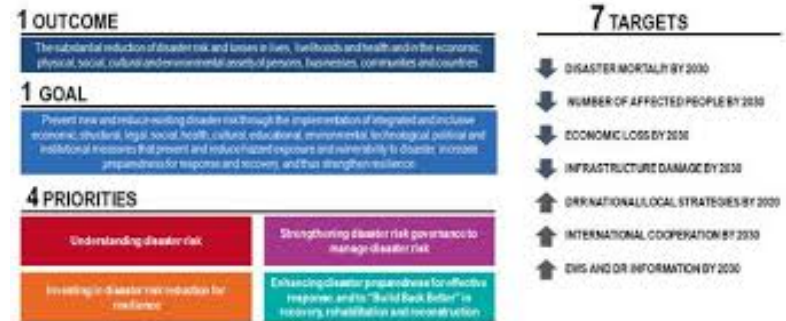 1 OUTCOME
The substantial reduction of disaster risk and losses in lives, livelihoods and health and in the economic,
physical, social, cultural and environmental assets of persons, businesses, communities and countries
1 GOAL
Prevent new and reduce existing disaster risk through the implementation of integrated and inclusive
economic, structural, legal, social, health, cultural, educational, environmental, technological, political and
institutional measures that prevent and reduce hazard exposure and vulnerability to disaster, increase
preparedness for response and recovery, and thus strengthen resilience
4 PRIORITIES
Understanding disaster risk
Strengthening disaster risk governance to
manage disaster risk
Investing in disaster risk reduction for
resilience
Enhancing disaster preparedness for effective
response, and to "Build Back Better" in
recovery, rehabilitation and reconstruction
7 TARGETS
DISASTER MORTALITY BY 2030
NUMBER OF AFFECTED PEOPLE BY 2030
ECONOMIC LOSS BY 2030
INFRASTRUCTURE DAMAGE BY 2030
DRR NATIONAL/LOCAL STRATEGIES BY 2020
INTERNATIONAL COOPERATION BY 2030
EWS AND DR INFORMATION BY 2030